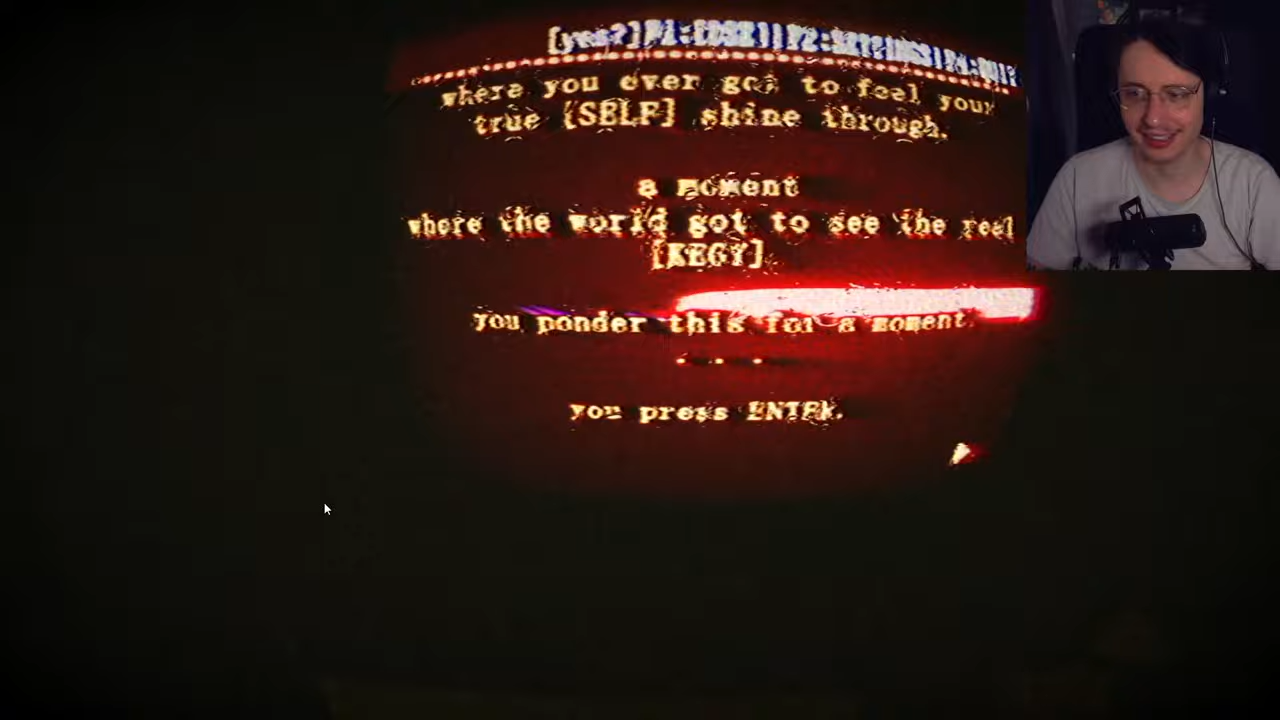 [yes?]
where you ever got to feel your
true [SELF] shine through.
a moment
where the world got to see the real
[KEGY]
you ponder this for a moment.
. . .
you press ENTER.